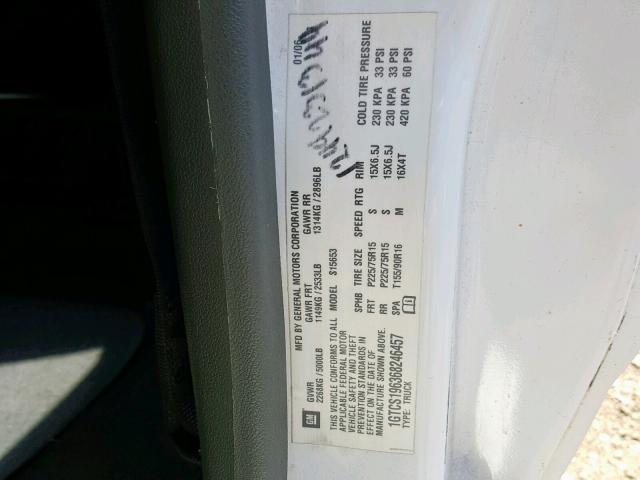 MFD BY GENERAL MOTORS CORPORATION 01/06
GVWR GAWR FRT GAWR RR
2268KG / 5000LB 1149KG / 2533LB 1314KG / 2896LB
THIS VEHICLE CONFORMS TO ALL MODEL S15653
APPLICABLE FEDERAL MOTOR
VEHICLE SAFETY AND THEFT
PREVENTION STANDARDS IN EFFECT ON THE DATE OF
MANUFACTURE SHOWN ABOVE.
1GTCS196368246457
TYPE: TRUCK
GM
SPHB TIRE SIZE SPEED RTG RIM COLD TIRE PRESSURE
FRT P225/75R15 S 15X6.5J 230 KPA 33 PSI
RR P225/75R15 S 15X6.5J 230 KPA 33 PSI
SPA T155/90R16 M 16X4T 420 KPA 60 PSI